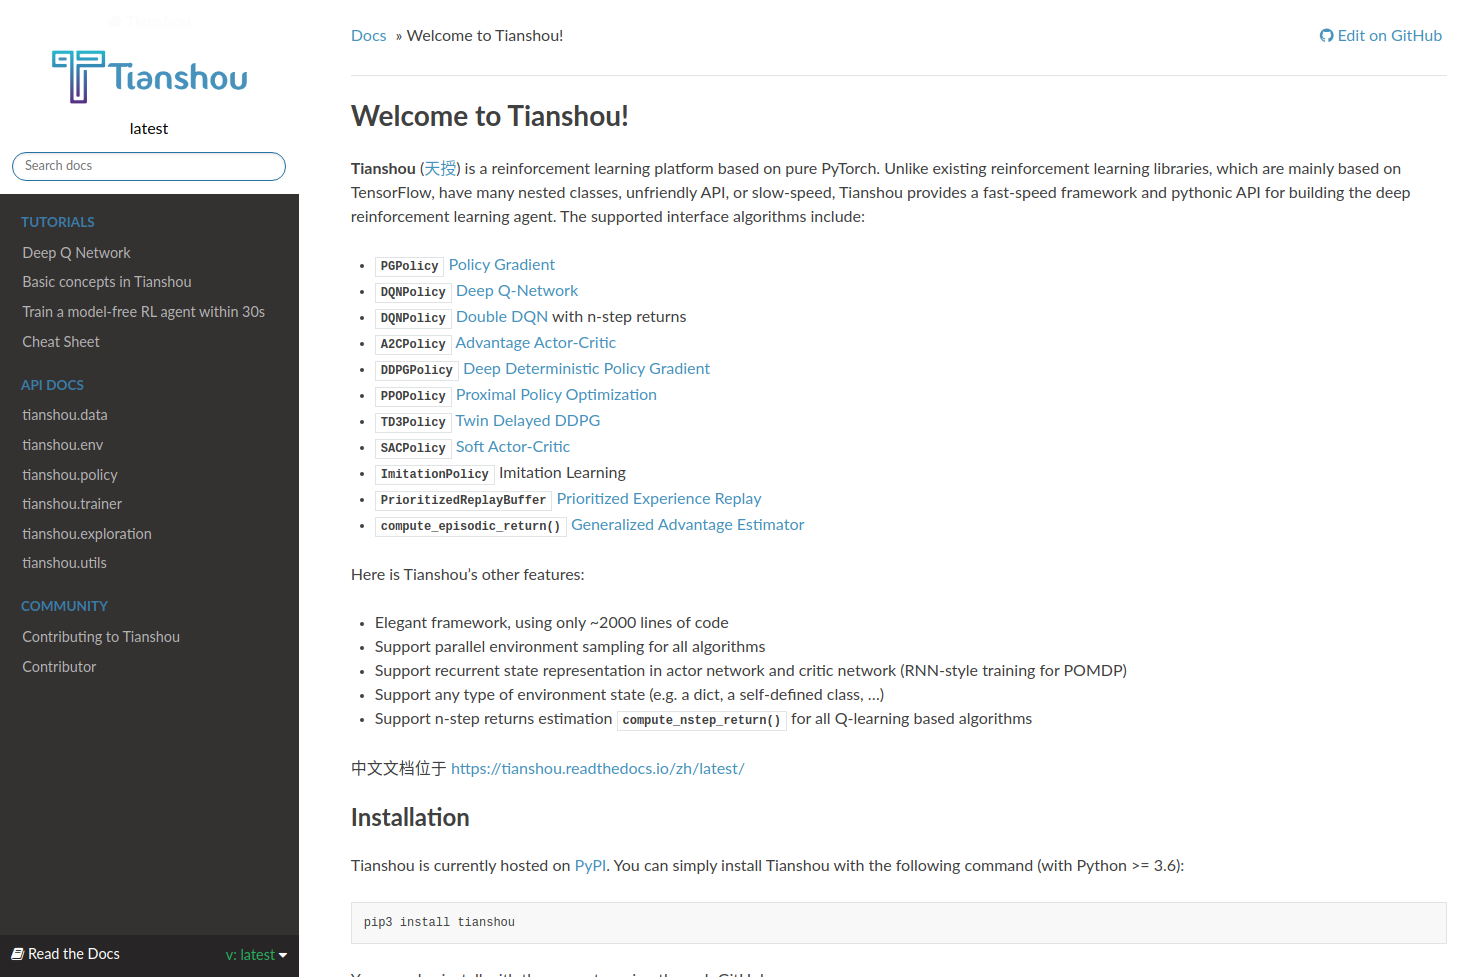 Tianshou
latest
Search docs
TUTORIALS
Deep Q Network
Basic concepts in Tianshou
Train a model-free RL agent within 30s
Cheat Sheet
API DOCS
tianshou.data
tianshou.env
tianshou.policy
tianshou.trainer
tianshou.exploration
tianshou.utils
COMMUNITY
Contributing to Tianshou
Contributor
Read the Docs
v: latest
Docs » Welcome to Tianshou!
Edit on GitHub
Welcome to Tianshou!
Tianshou (天授) is a reinforcement learning platform based on pure PyTorch. Unlike existing reinforcement learning libraries, which are mainly based on
TensorFlow, have many nested classes, unfriendly API, or slow-speed, Tianshou provides a fast-speed framework and pythonic API for building the deep
reinforcement learning agent. The supported interface algorithms include:
• PGPolicy Policy Gradient
• DQNPolicy Deep Q-Network
• DQNPolicy Double DQN with n-step returns
• A2CPolicy Advantage Actor-Critic
• DDPGPolicy Deep Deterministic Policy Gradient
• PPOPolicy Proximal Policy Optimization
• TD3Policy Twin Delayed DDPG
• SACPolicy Soft Actor-Critic
• ImitationPolicy Imitation Learning
• PrioritizedReplayBuffer Prioritized Experience Replay
• compute_episodic_return() Generalized Advantage Estimator
Here is Tianshou’s other features:
• Elegant framework, using only ~2000 lines of code
• Support parallel environment sampling for all algorithms
• Support recurrent state representation in actor network and critic network (RNN-style training for POMDP)
• Support any type of environment state (e.g. a dict, a self-defined class, …)
• Support n-step returns estimation compute_nstep_return() for all Q-learning based algorithms
中文文档位于 https://tianshou.readthedocs.io/zh/latest/
Installation
Tianshou is currently hosted on PyPI. You can simply install Tianshou with the following command (with Python >= 3.6):
pip3 install tianshou